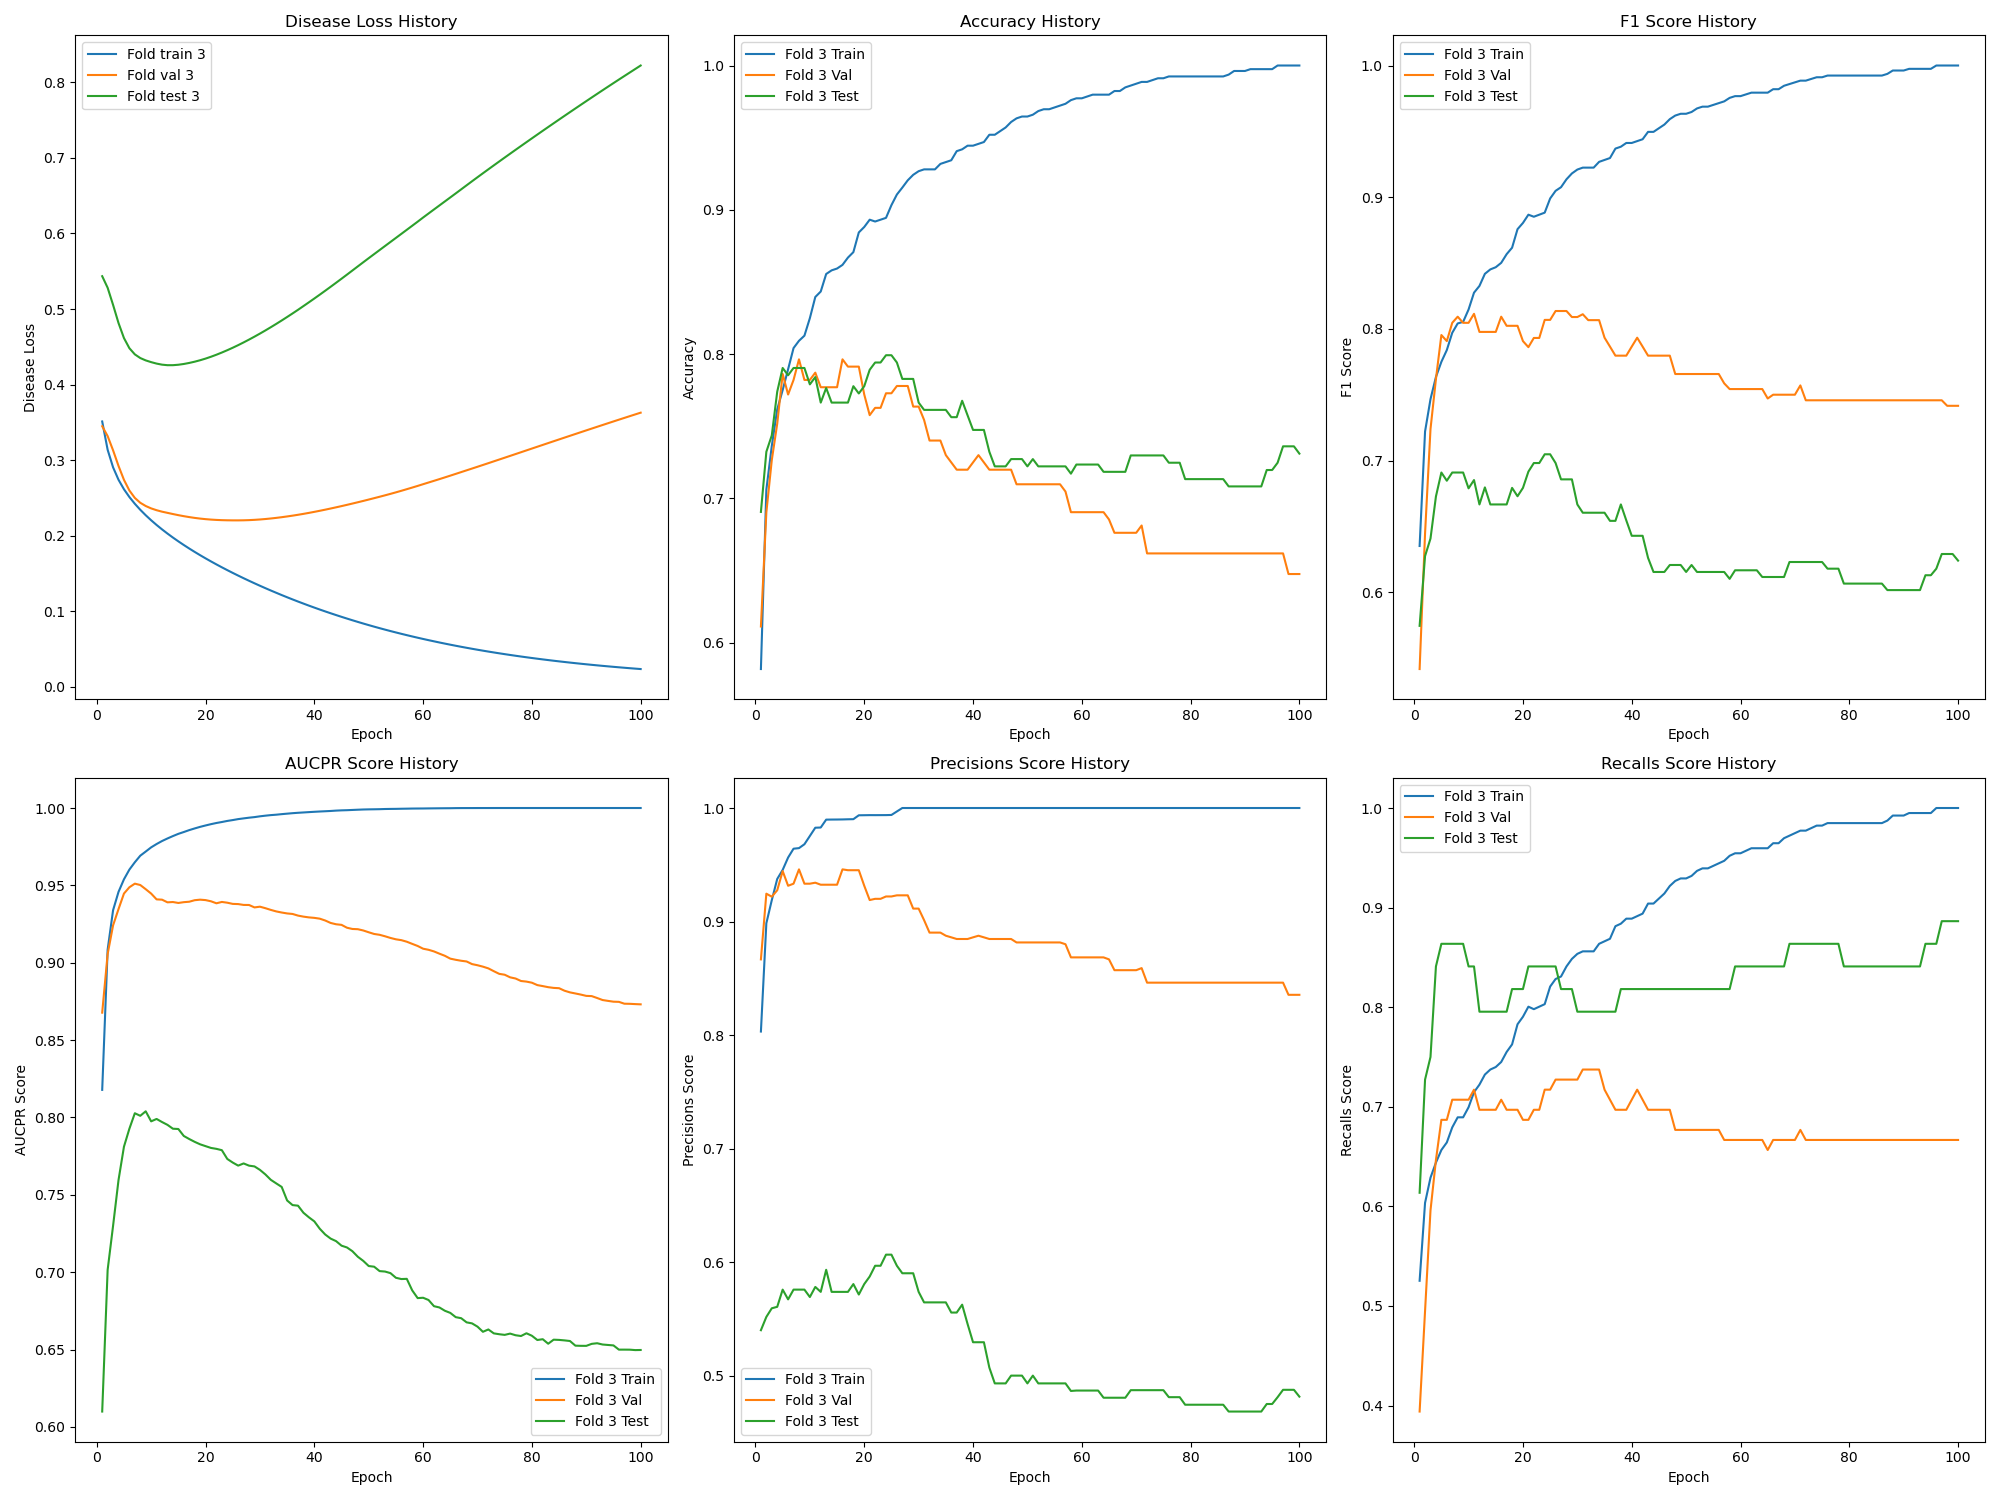 Disease Loss History
Fold train 3
Fold val 3
Fold test 3
0.8
0.7
0.6
0.5
0.4
0.3
0.2
0.1
0.0
Disease Loss
0 20 40 60 80 100
Epoch
Accuracy History
Fold 3 Train
Fold 3 Val
Fold 3 Test
1.0
0.9
0.8
0.7
0.6
Accuracy
0 20 40 60 80 100
Epoch
F1 Score History
Fold 3 Train
Fold 3 Val
Fold 3 Test
1.0
0.9
0.8
0.7
0.6
F1 Score
0 20 40 60 80 100
Epoch
AUCPR Score History
1.00
0.95
0.90
0.85
0.80
0.75
0.70
0.65
0.60
AUCPR Score
Fold 3 Train
Fold 3 Val
Fold 3 Test
0 20 40 60 80 100
Epoch
Precisions Score History
1.0
0.9
0.8
0.7
0.6
0.5
Precisions Score
Fold 3 Train
Fold 3 Val
Fold 3 Test
0 20 40 60 80 100
Epoch
Recalls Score History
Fold 3 Train
Fold 3 Val
Fold 3 Test
1.0
0.9
0.8
0.7
0.6
0.5
0.4
Recalls Score
0 20 40 60 80 100
Epoch